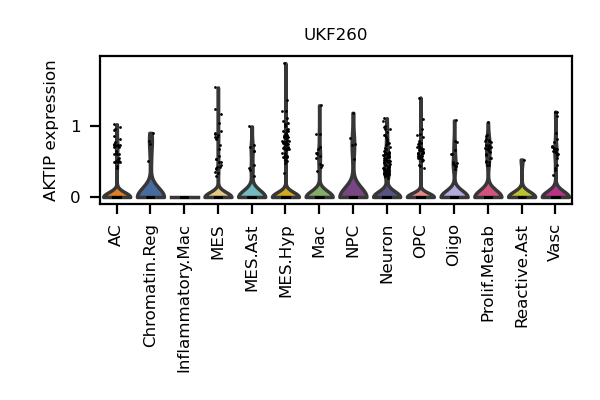 UKF260
AKTIP expression
1
0
AC
Chromatin.Reg
Inflammatory.Mac
MES
MES.Ast
MES.Hyp
Mac
NPC
Neuron
OPC
Oligo
Prolif.Metab
Reactive.Ast
Vasc